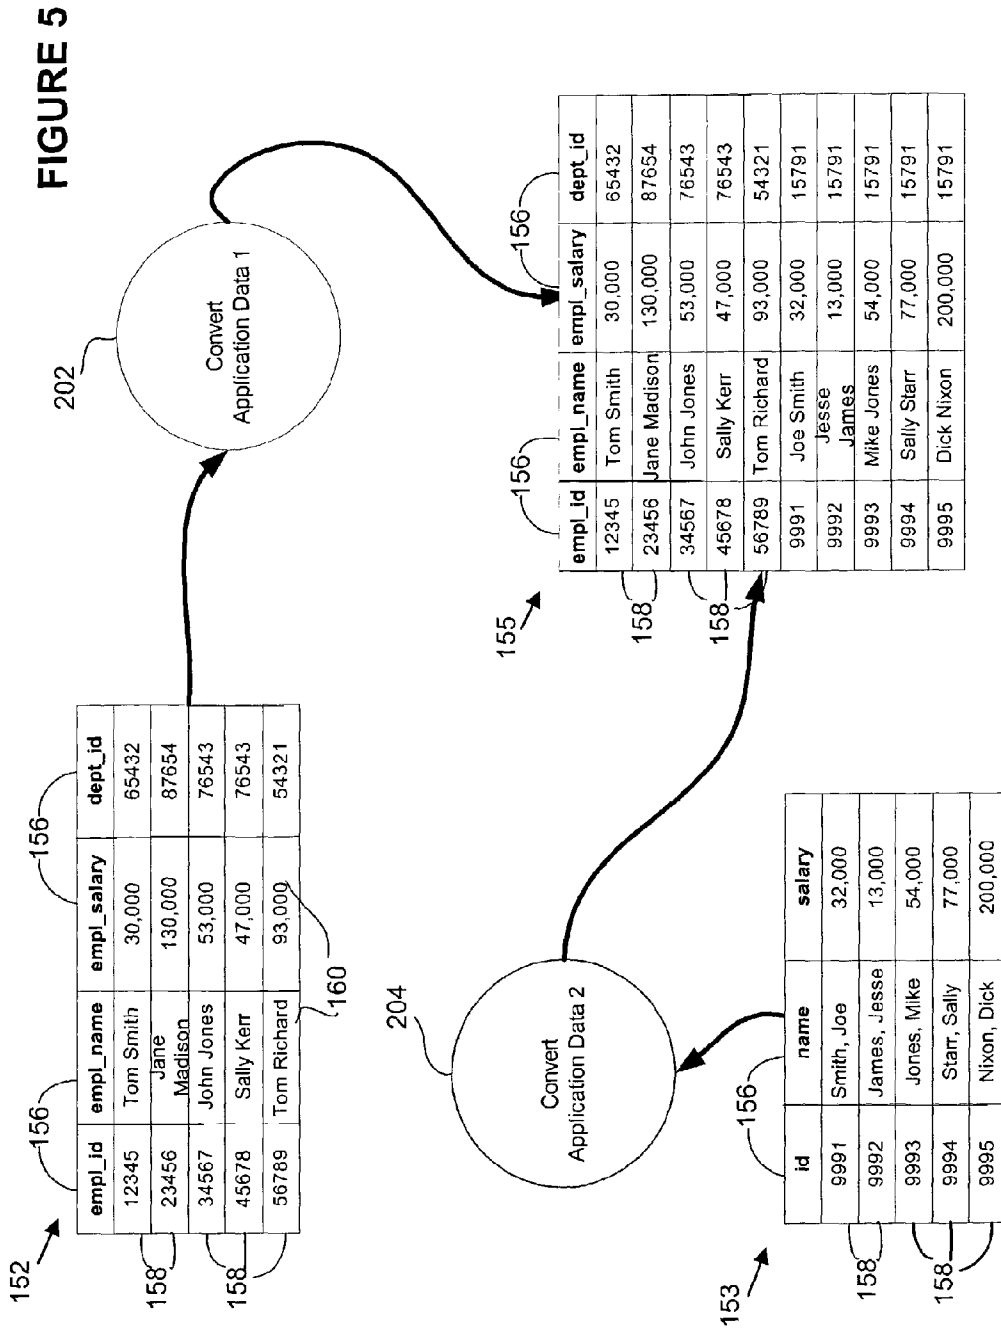 FIGURE 5
152
156
156
empl_id empl_name empl_salary dept_id
12345 Tom Smith 30,000 65432
23456 Jane Madison 130,000 87654
34567 John Jones 53,000 76543
45678 Sally Kerr 47,000 76543
56789 Tom Richard 93,000 54321
158
158
160
202
Convert
Application Data 1
204
Convert
Application Data 2
153
156
id name salary
9991 Smith, Joe 32,000
9992 James, Jesse 13,000
9993 Jones, Mike 54,000
9994 Starr, Sally 77,000
9995 Nixon, Dick 200,000
158
158
155
156
156
empl_id empl_name empl_salary dept_id
12345 Tom Smith 30,000 65432
23456 Jane Madison 130,000 87654
34567 John Jones 53,000 76543
45678 Sally Kerr 47,000 76543
56789 Tom Richard 93,000 54321
9991 Joe Smith 32,000 15791
9992 Jesse James 13,000 15791
9993 Mike Jones 54,000 15791
9994 Sally Starr 77,000 15791
9995 Dick Nixon 200,000 15791
158
158